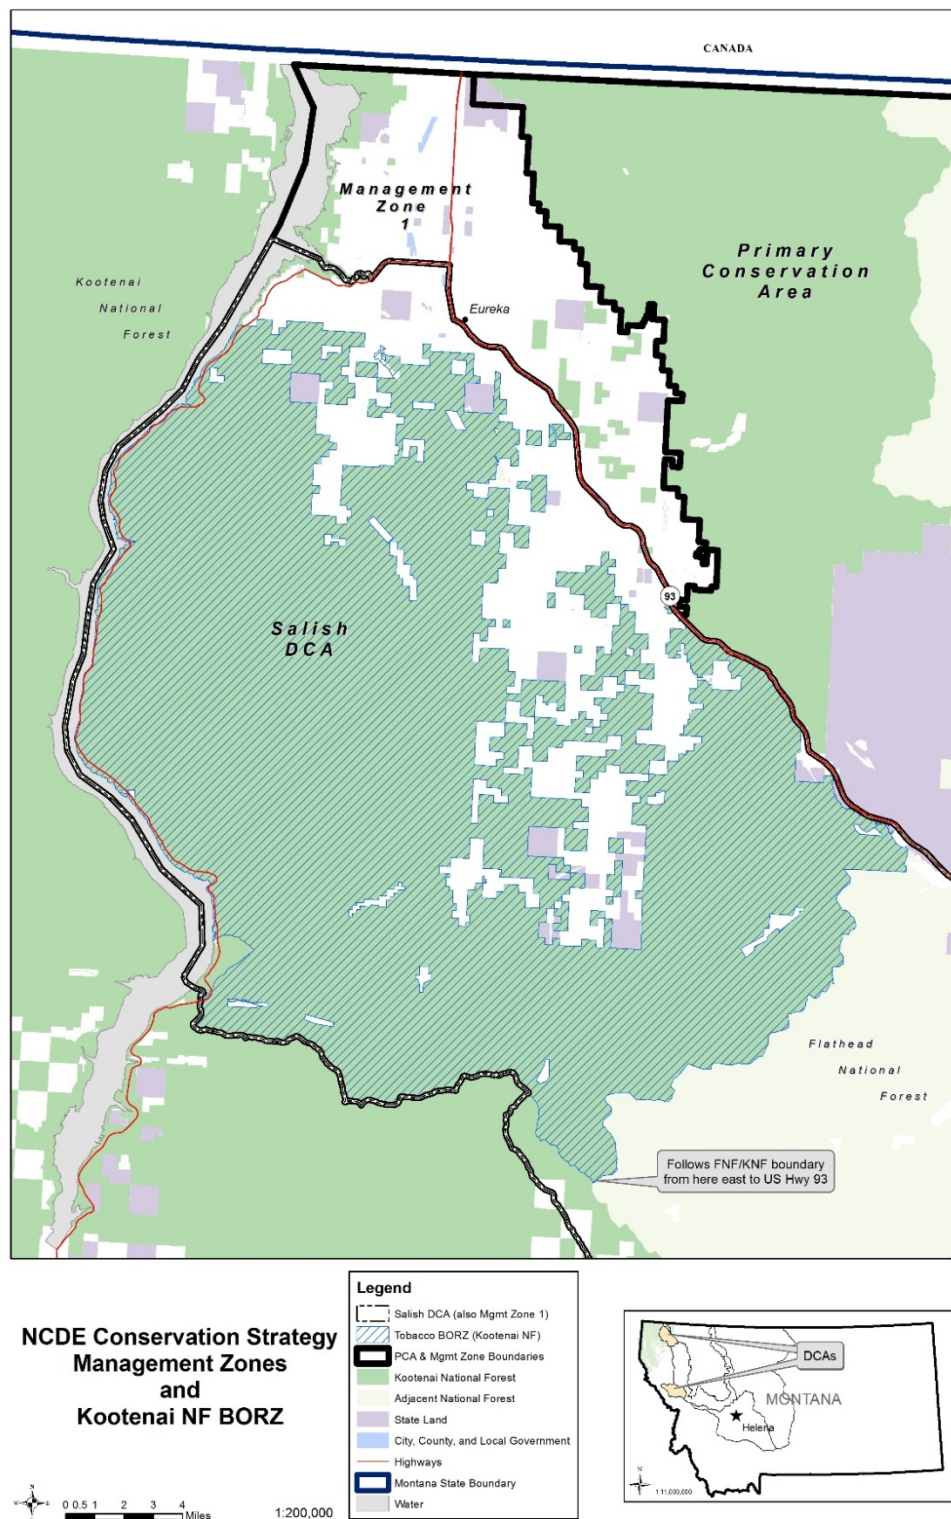 CANADA
Management
Zone
1
Primary
Conservation
Area
Kootenai
National
Forest
Eureka
93
Salish
DCA
Flathead
National
Forest
Follows FNF/KNF boundary
from here east to US Hwy 93
NCDE Conservation Strategy
Management Zones
and
Kootenai NF BORZ
N
W
E
S
0 0.5 1 2 3 4
Miles
1:200,000
Legend
Salish DCA (also Mgmt Zone 1)
Tobacco BORZ (Kootenai NF)
PCA & Mgmt Zone Boundaries
Kootenai National Forest
Adjacent National Forest
State Land
City, County, and Local Government
Highways
Montana State Boundary
Water
DCAs
MONTANA
Helena
N
1:11,000,000